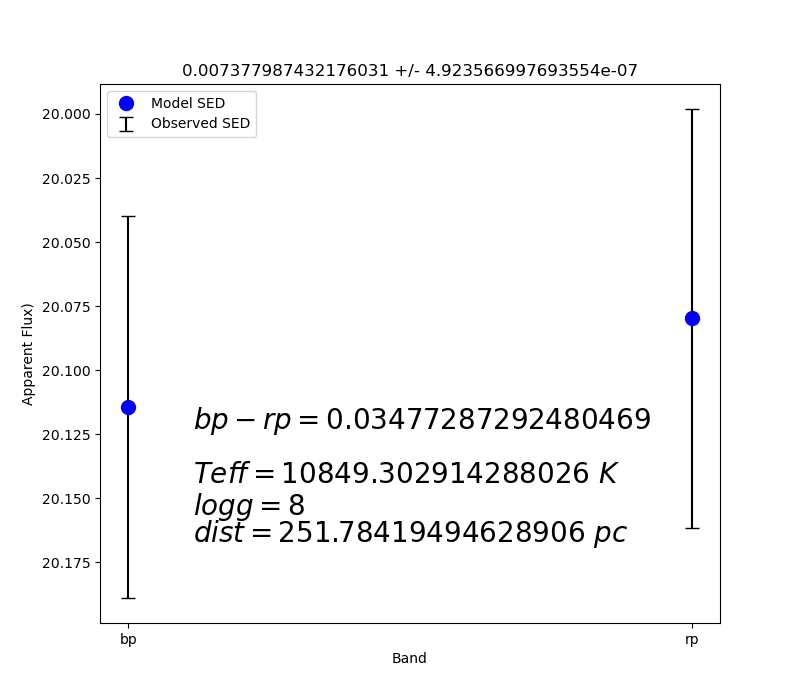 0.007377987432176031 +/- 4.923566997693554e-07
Model SED
Observed SED
20.000
20.025
20.050
20.075
20.100
20.125
20.150
20.175
Apparent Flux)
bp − rp = 0.03477287292480469
Teff = 10849.302914288026 K
logg = 8
dist = 251.78419494628906 pc
bp
rp
Band